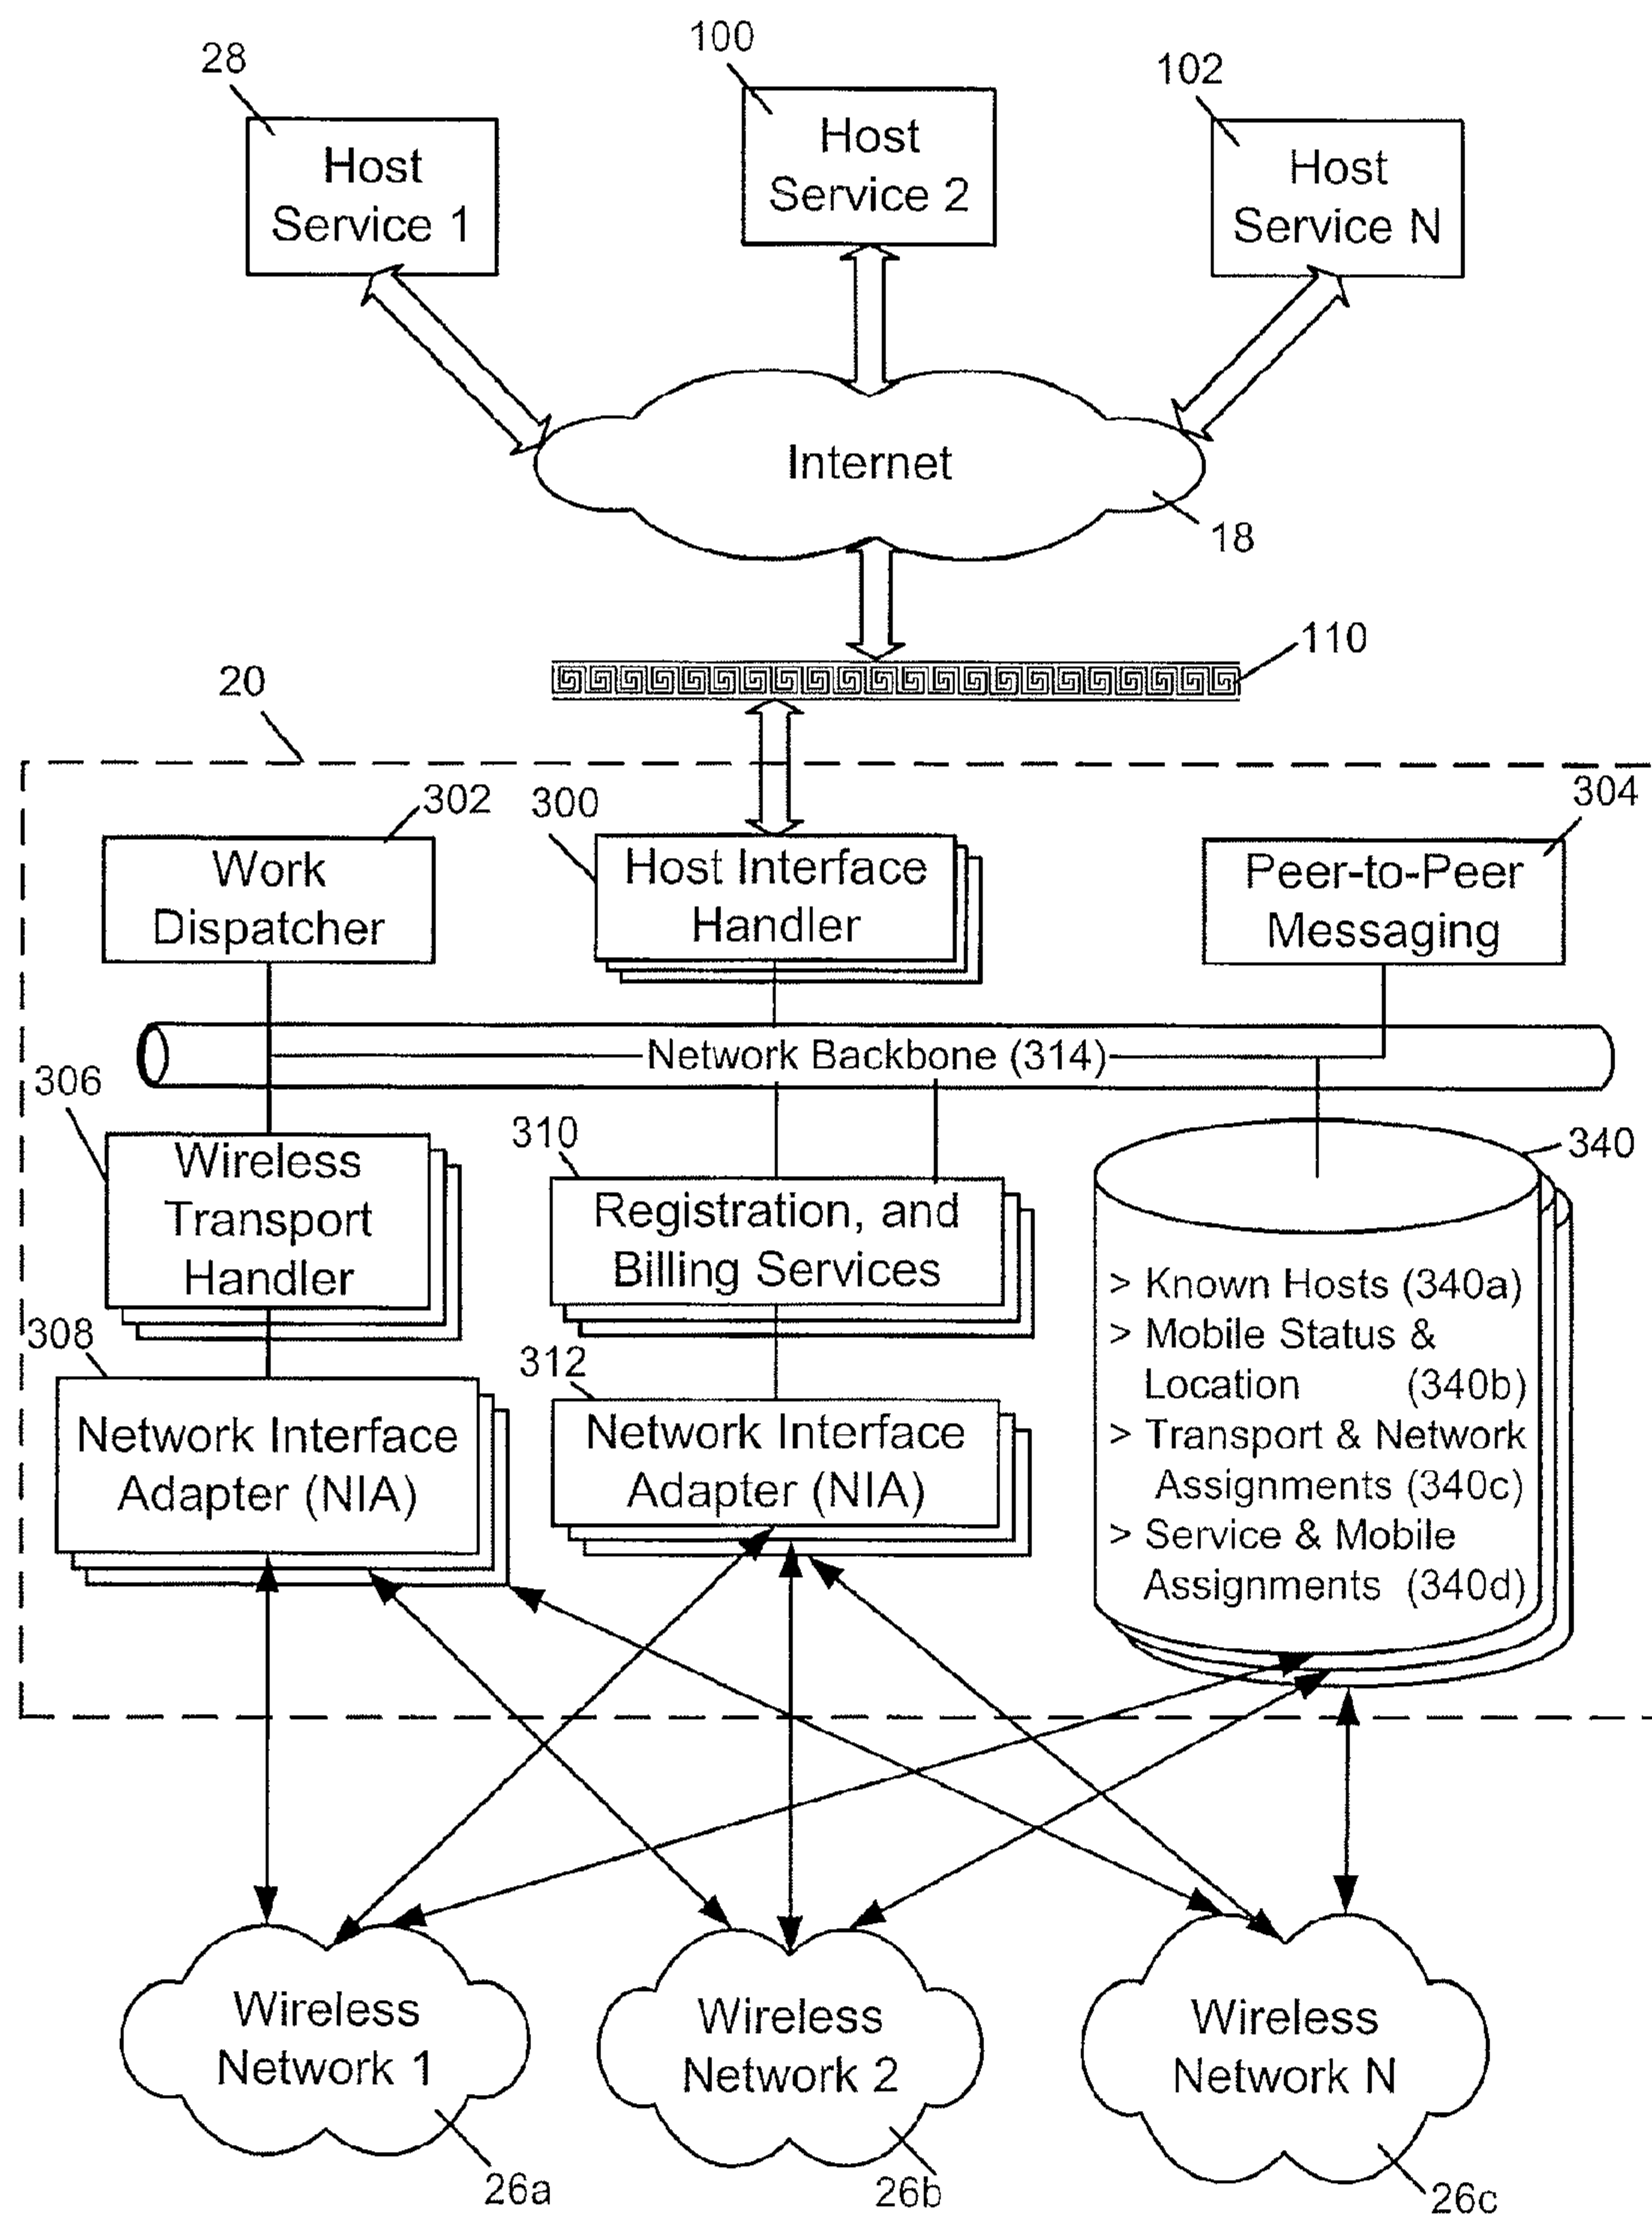 28
100
102
Host
Service 1
Host
Service 2
Host
Service N
Internet
18
110
20
302
300
304
Work
Dispatcher
Host Interface
Handler
Peer-to-Peer
Messaging
Network Backbone (314)
306
310
340
Wireless
Transport
Handler
Registration, and
Billing Services
> Known Hosts (340a)
> Mobile Status &
Location (340b)
> Transport & Network
Assignments (340c)
> Service & Mobile
Assignments (340d)
308
312
Network Interface
Adapter (NIA)
Network Interface
Adapter (NIA)
Wireless
Network 1
Wireless
Network 2
Wireless
Network N
26a
26b
26c